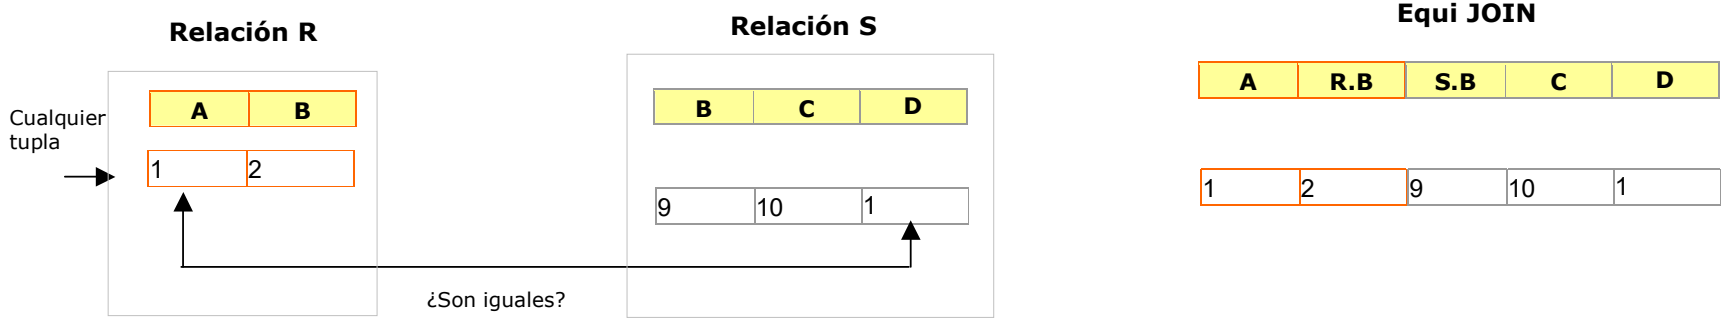 Relación R
Cualquier
tupla
A B
1 2
Relación S
B C D
9 10 1
¿Son iguales?
Equi JOIN
A R.B S.B C D
1 2 9 10 1